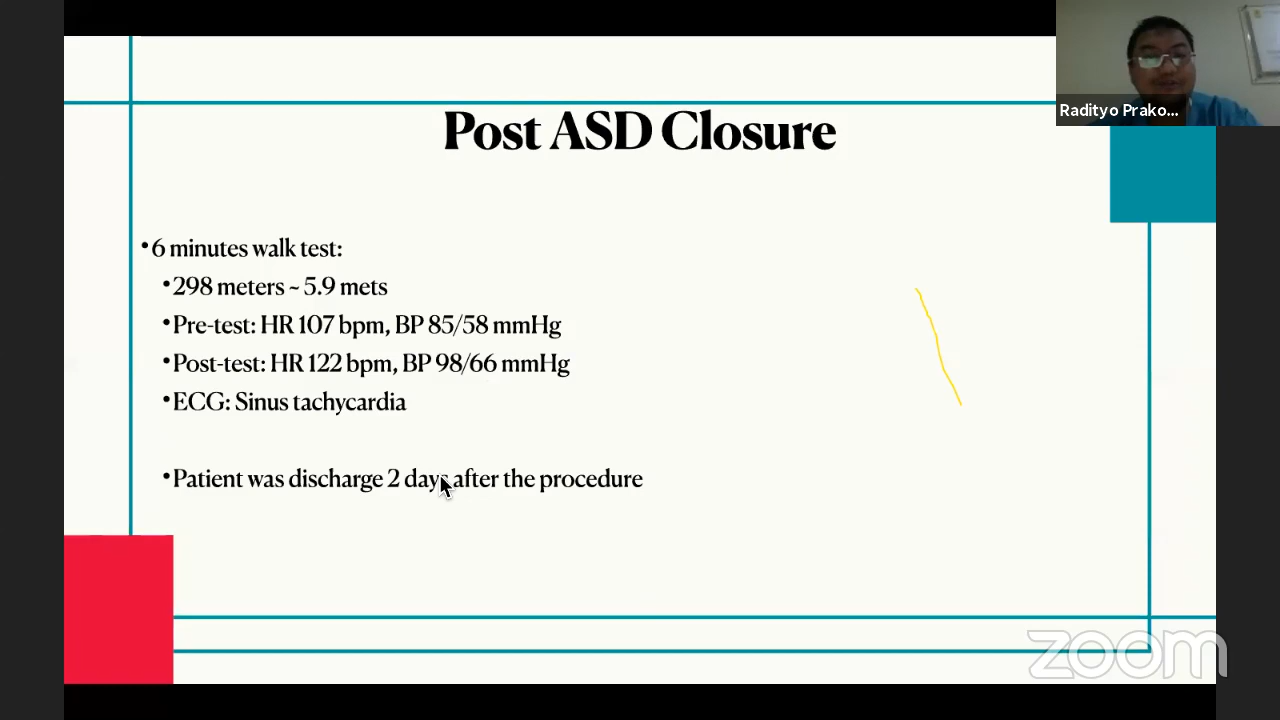 Radityo Prako...
Post ASD Closure
•6 minutes walk test:
•298 meters ~ 5.9 mets
•Pre-test: HR 107 bpm, BP 85/58 mmHg
•Post-test: HR 122 bpm, BP 98/66 mmHg
•ECG: Sinus tachycardia
•Patient was discharge 2 days after the procedure
zoom